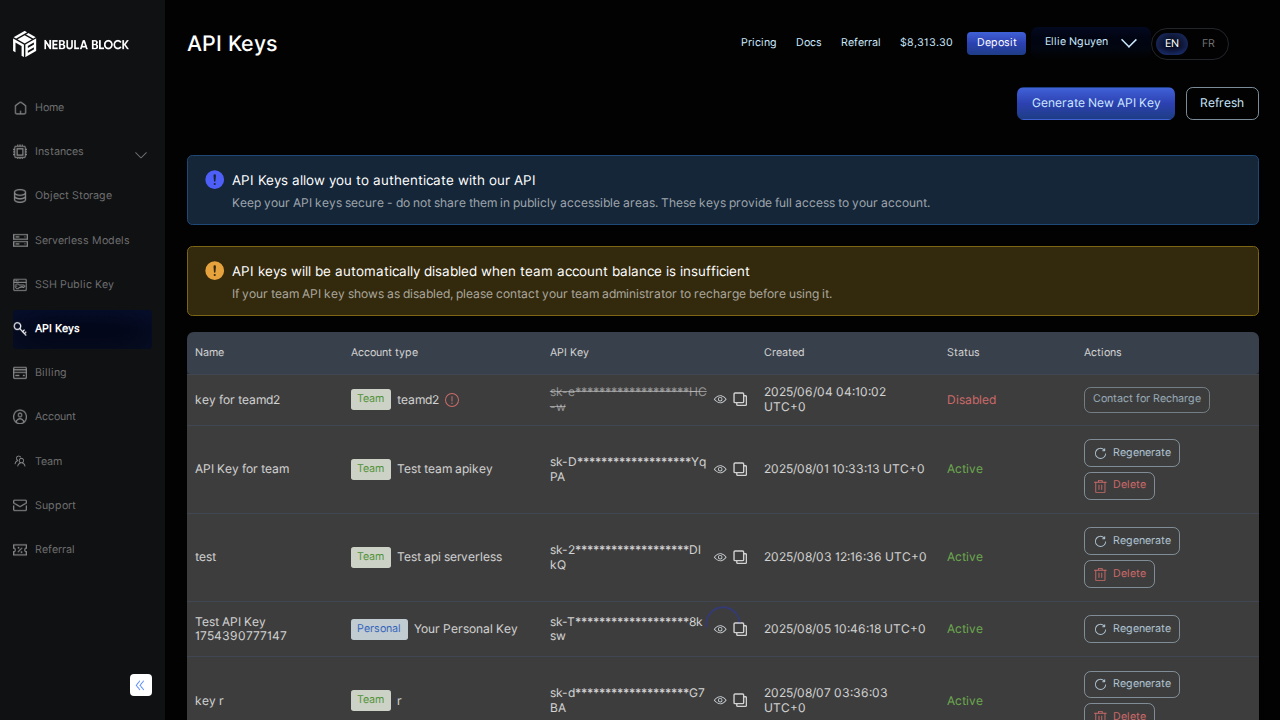 NEBULA BLOCK
API Keys
Pricing
Docs
Referral
$8,313.30
Deposit
Ellie Nguyen
EN
FR
Home
Instances
Object Storage
Serverless Models
SSH Public Key
API Keys
Billing
Account
Team
Support
Referral
Generate New API Key
Refresh
API Keys allow you to authenticate with our API
Keep your API keys secure - do not share them in publicly accessible areas. These keys provide full access to your account.
API keys will be automatically disabled when team account balance is insufficient
If your team API key shows as disabled, please contact your team administrator to recharge before using it.
Name
Account type
API Key
Created
Status
Actions
key for teamd2
Team
teamd2
sk-e********************HC
-w
2025/06/04 04:10:02
UTC+0
Disabled
Contact for Recharge
API Key for team
Team
Test team apikey
sk-D********************Yq
PA
2025/08/01 10:33:13 UTC+0
Active
Regenerate
Delete
test
Team
Test api serverless
sk-2********************DI
kQ
2025/08/03 12:16:36 UTC+0
Active
Regenerate
Delete
Test API Key
1754390777147
Personal
Your Personal Key
sk-T********************8k
sw
2025/08/05 10:46:18 UTC+0
Active
Regenerate
key r
Team
r
sk-d********************G7
BA
2025/08/07 03:36:03
UTC+0
Active
Regenerate
Delete